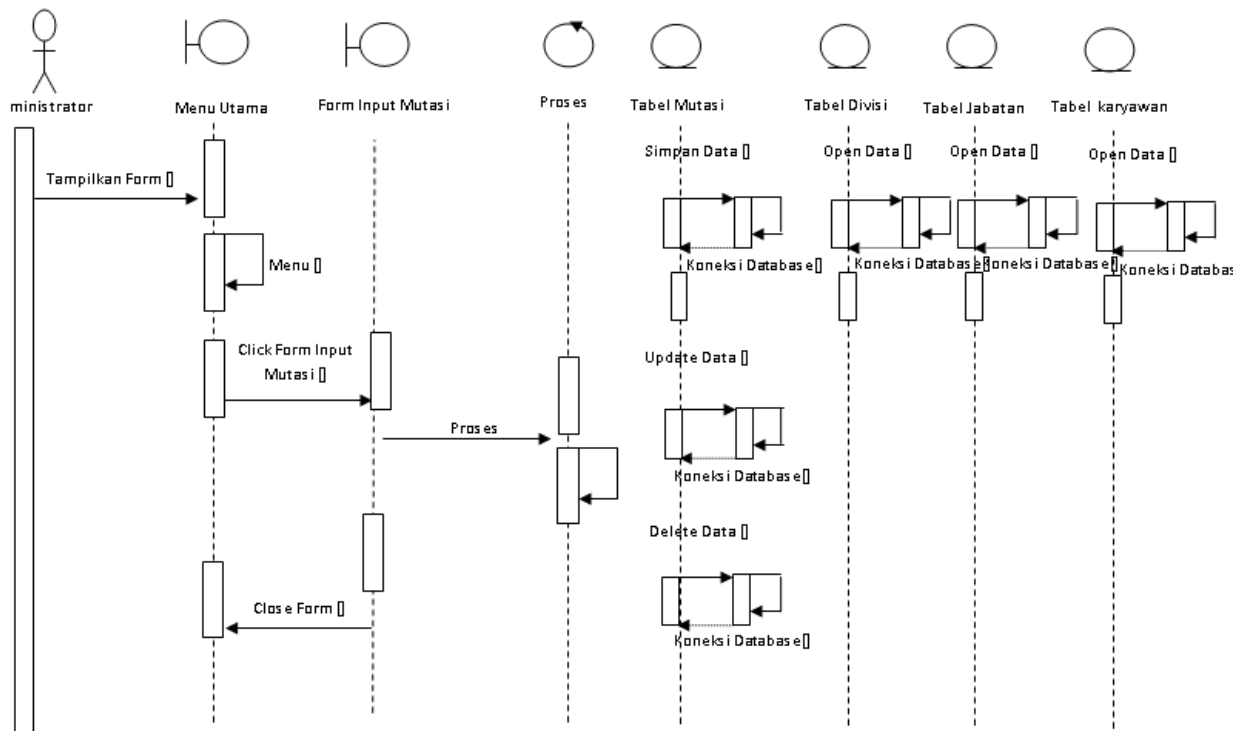 ministrator
Menu Utama
Form Input Mutasi
Proses
Tabel Mutasi
Tabel Divisi
Tabel Jabatan
Tabel karyawan
Simpan Data []
Open Data []
Open Data []
Open Data []
Tampilkan Form []
Menu []
Koneksi Database[]
Koneksi Database[]
Koneksi Database[]
Koneksi Database
Click Form Input
Mutasi []
Update Data []
Proses
Koneksi Database[]
Delete Data []
Close Form []
Koneksi Database[]